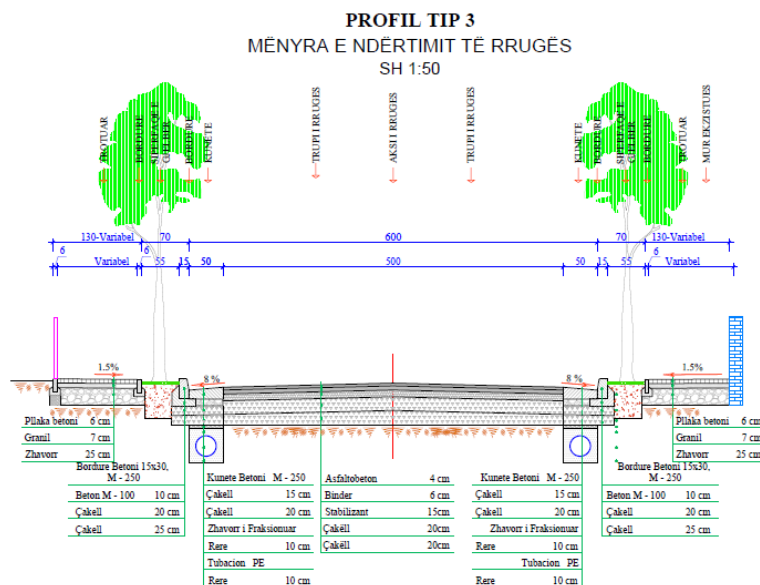 PROFIL TIP 3
MËNYRA E NDËRTIMIT TË RRUGËS
SH 1:50
TROTUAR
BORDURE
SIPERFAQE E GJELBER
BORDURE
KUNETE
TRUPI I RRUGES
AKSI I RRUGES
TRUPI I RRUGES
KUNETE
BORDURE
SIPERFAQE E GJELBER
BORDURE
TROTUAR
MUR EKZISTUES
130-Variabel 70 600 70 130-Variabel
6 Variabel 6 55 15 50 500 50 15 55 6 Variabel
1.5% 8 % 8 % 1.5%
Pllaka betoni 6 cm
Granil 7 cm
Zhavorr 25 cm
Bordure Betoni 15x30,
M - 250
Beton M - 100 10 cm
Çakell 20 cm
Çakell 25 cm
Kunete Betoni M - 250
Çakell 15 cm
Çakell 20 cm
Zhavorr i Fraksionuar
Rere 10 cm
Tubacion PE
Rere 10 cm
Asfaltobeton 4 cm
Binder 6 cm
Stabilizant 15cm
Çakëll 20cm
Çakëll 20cm
Kunete Betoni M - 250
Çakell 15 cm
Çakell 20 cm
Zhavorr i Fraksionuar
Rere 10 cm
Tubacion PE
Rere 10 cm
Bordure Betoni 15x30,
M - 250
Beton M - 100 10 cm
Çakell 20 cm
Çakell 25 cm
Pllaka betoni 6 cm
Granil 7 cm
Zhavorr 25 cm